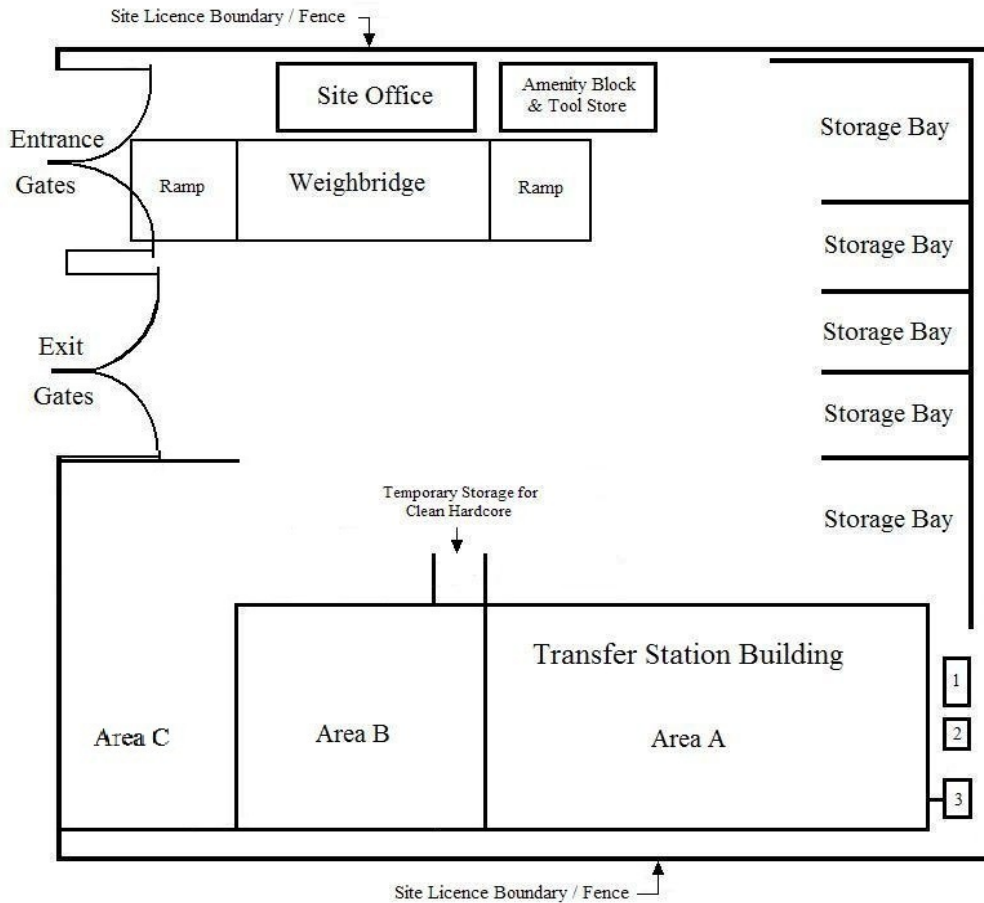 Site Licence Boundary / Fence
Site Office
Amenity Block
& Tool Store
Storage Bay
Entrance
Gates
Ramp
Weighbridge
Ramp
Storage Bay
Storage Bay
Exit
Gates
Storage Bay
Temporary Storage for
Clean Hardcore
Storage Bay
Transfer Station Building
1
2
3
Area C
Area B
Area A
Site Licence Boundary / Fence